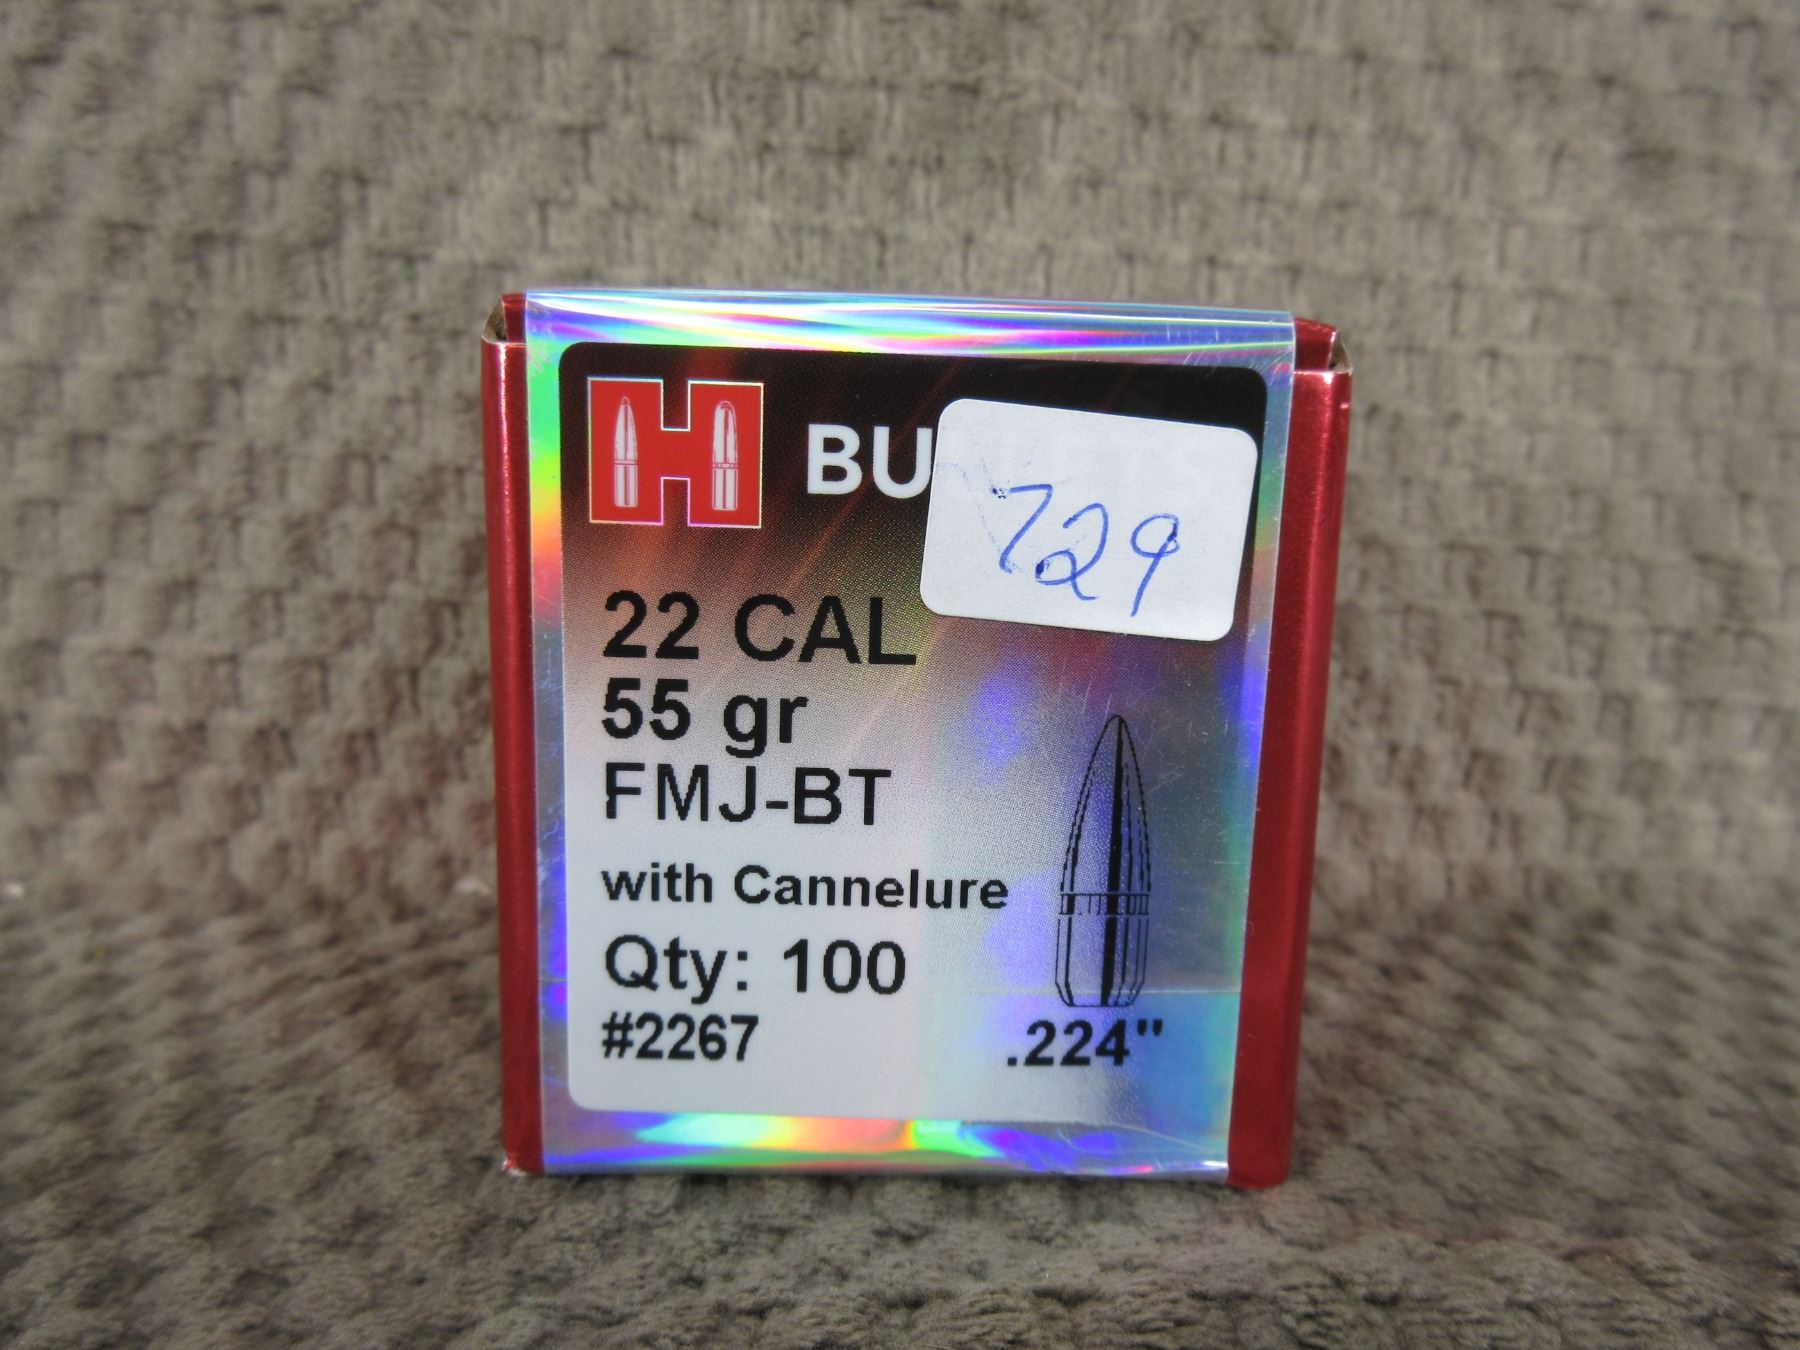 H BU
729
22 CAL
55 gr
FMJ-BT
with Cannelure
Qty: 100
#2267 .224"